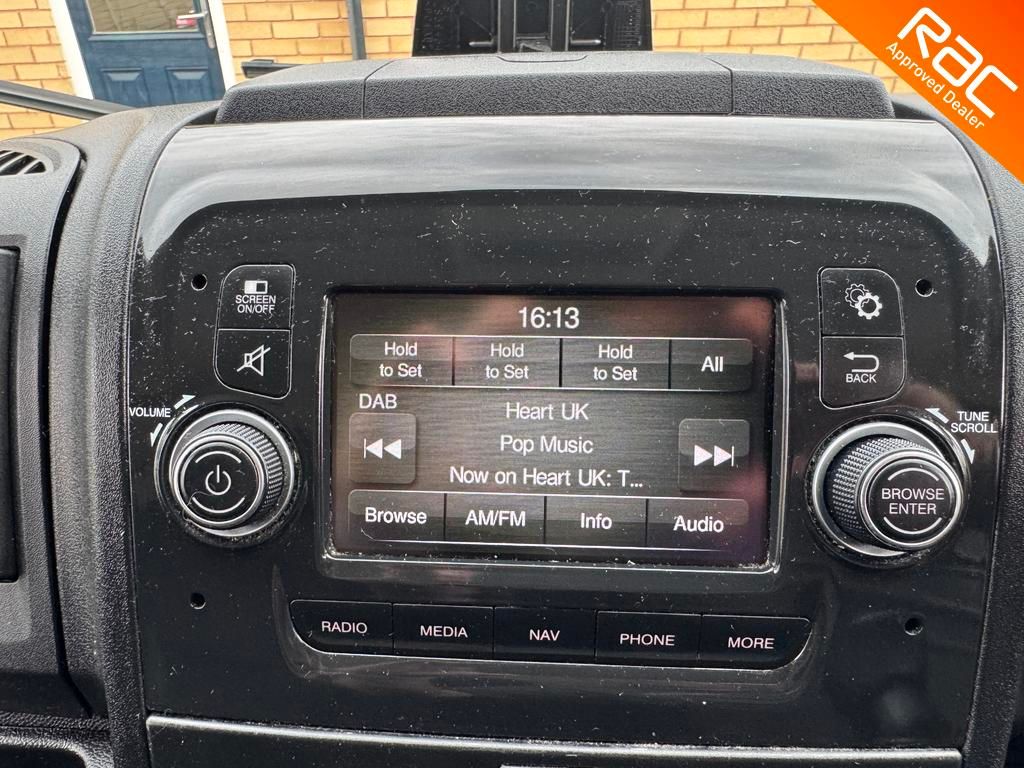 RAC
Approved Dealer
SCREEN
ON/OFF
16:13
Hold
to Set
Hold
to Set
Hold
to Set
All
BACK
VOLUME
DAB
Heart UK
Pop Music
Now on Heart UK: T...
TUNE
SCROLL
BROWSE
ENTER
Browse
AM/FM
Info
Audio
RADIO
MEDIA
NAV
PHONE
MORE